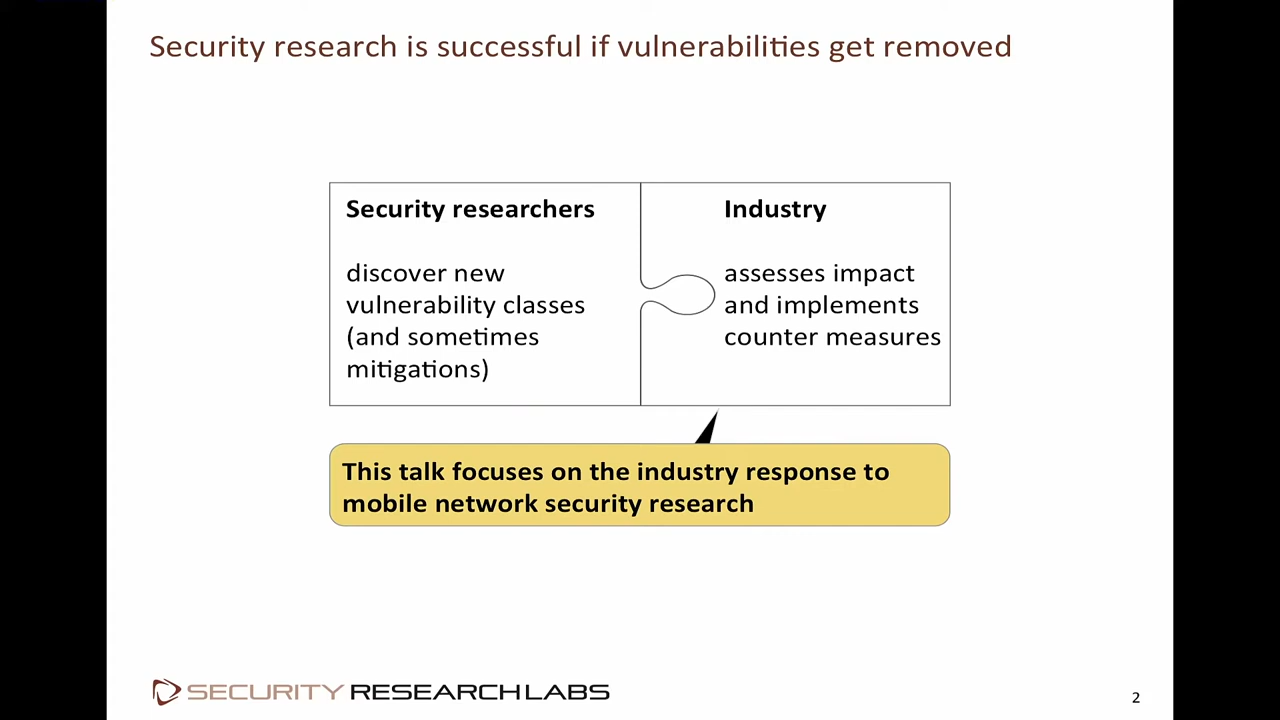 Security research is successful if vulnerabilities get removed
Security researchers
discover new
vulnerability classes
(and sometimes
mitigations)
Industry
assesses impact
and implements
counter measures
This talk focuses on the industry response to
mobile network security research
SECURITY RESEARCH LABS
2